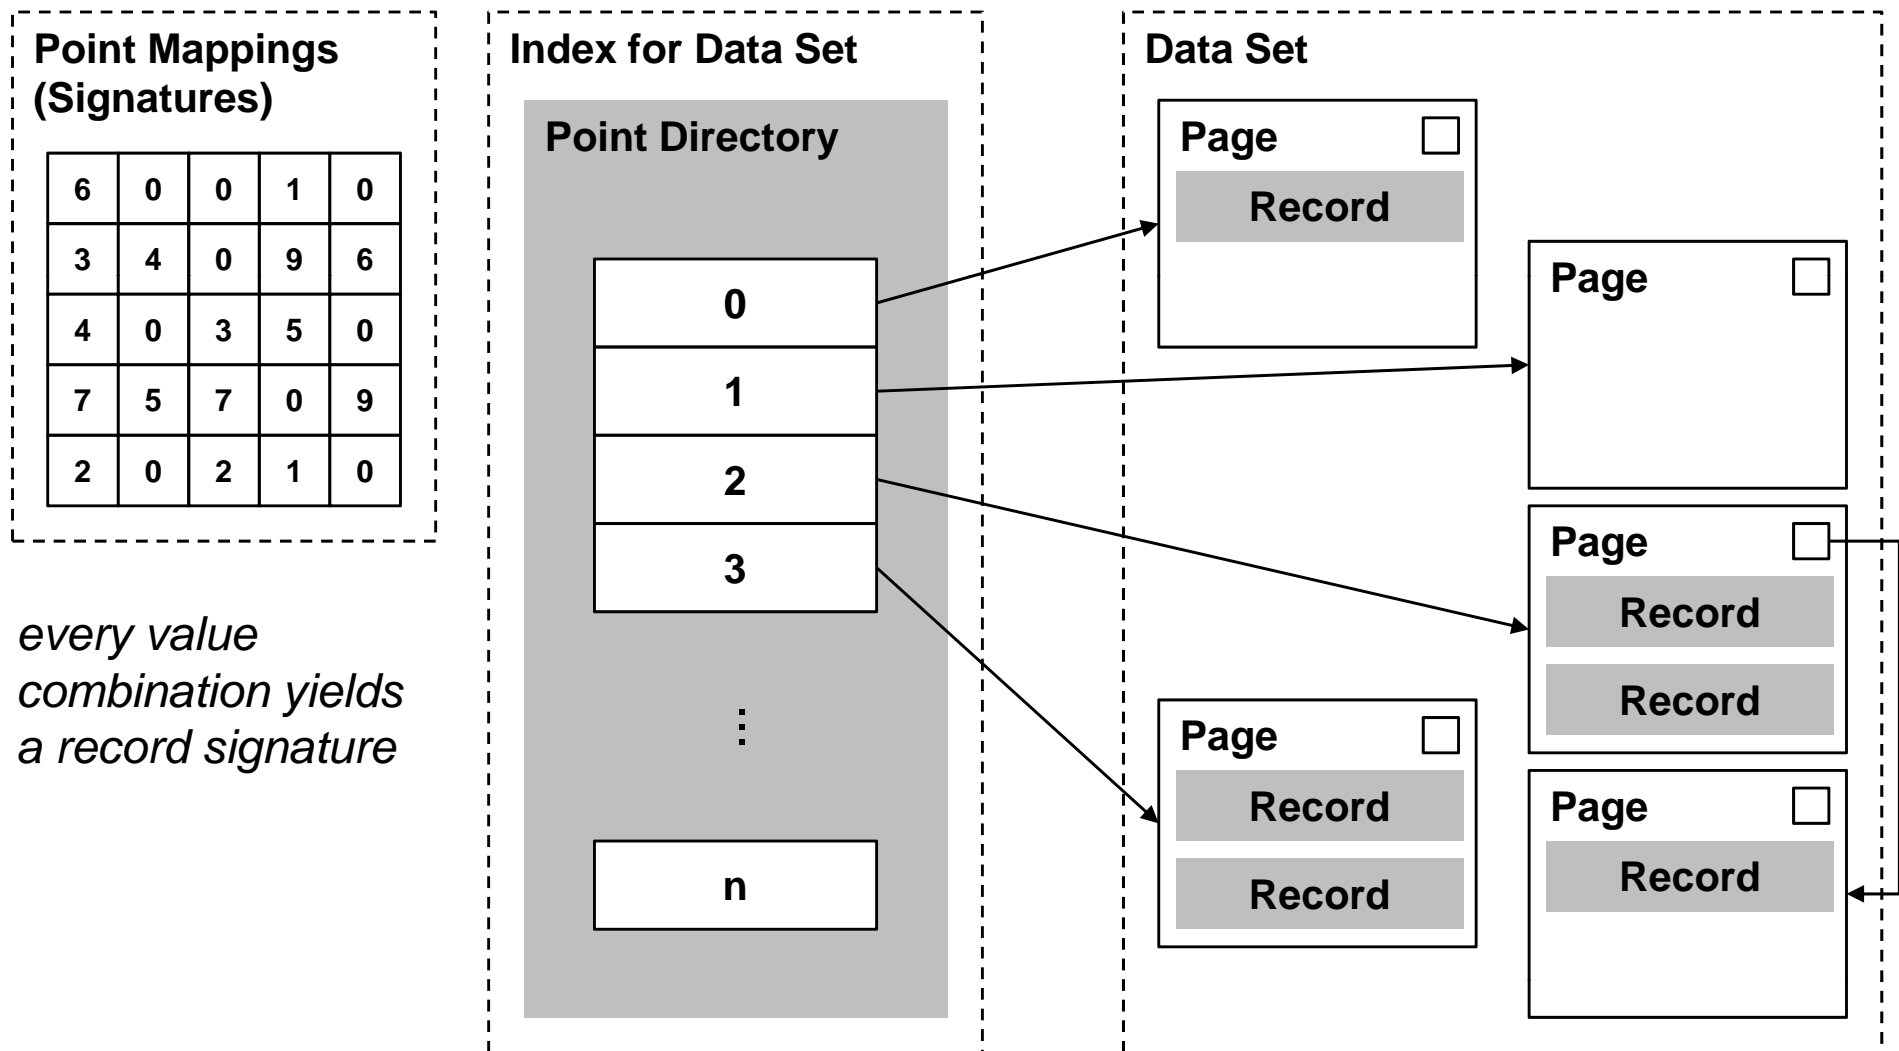 Point Mappings
(Signatures)
6 0 0 1 0
3 4 0 9 6
4 0 3 5 0
7 5 7 0 9
2 0 2 1 0
every value
combination yields
a record signature
Index for Data Set
Point Directory
0
1
2
3
⋮
n
Data Set
Page
Record
Page
Page
Record
Record
Page
Record
Record
Page
Record